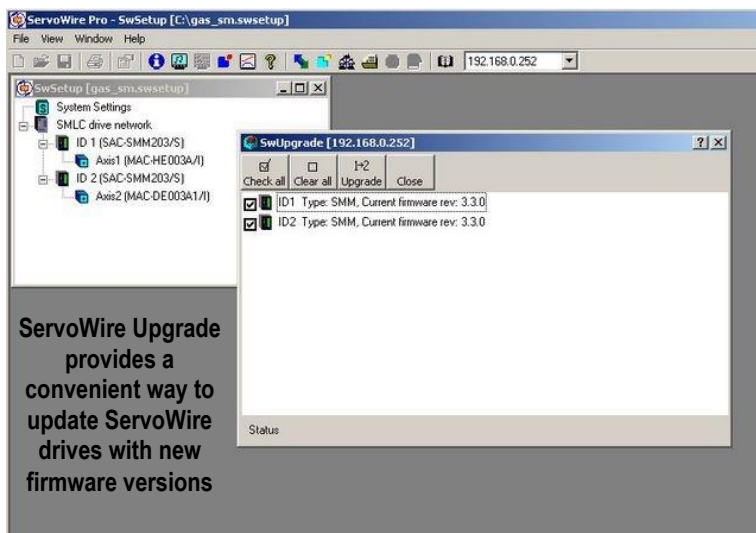 ServoWire Pro - SwSetup [C:\gas_sm.swsetup]
File View Window Help
192.168.0.252
SwSetup [gas_sm.swsetup]
System Settings
SMLC drive network
ID 1 (SAC-SMM203/S)
Axis1 (MAC-HE003A/I)
ID 2 (SAC-SMM203/S)
Axis2 (MAC-DE003A1/I)
SwUpgrade [192.168.0.252]
Check all Clear all Upgrade Close
ID1 Type: SMM, Current firmware rev: 3.3.0
ID2 Type: SMM, Current firmware rev: 3.3.0
Status
ServoWire Upgrade
provides a
convenient way to
update ServoWire
drives with new
firmware versions